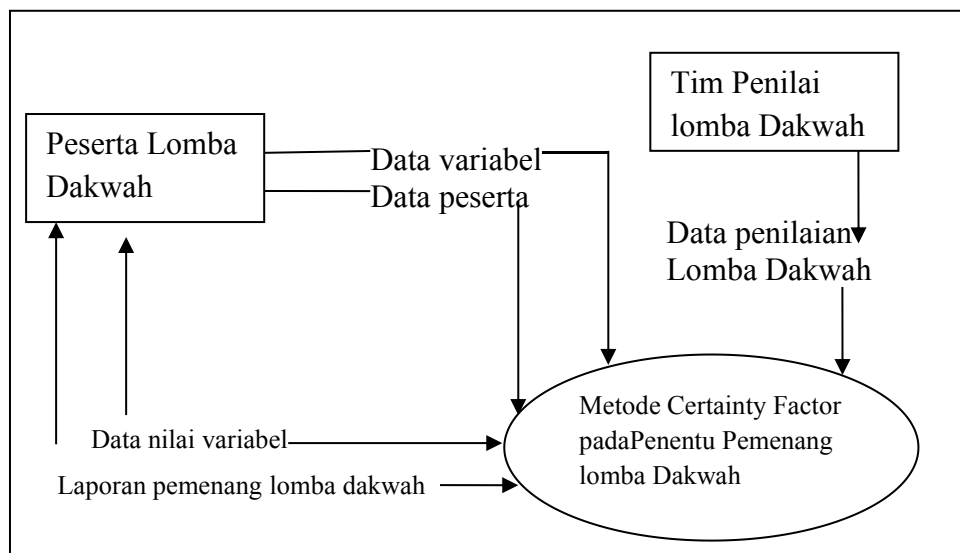 Tim Penilai
lomba Dakwah
Peserta Lomba
Dakwah
Data variabel
Data peserta
Data penilaian
Lomba Dakwah
Metode Certainty Factor
padaPenentu Pemenang
lomba Dakwah
Data nilai variabel
Laporan pemenang lomba dakwah